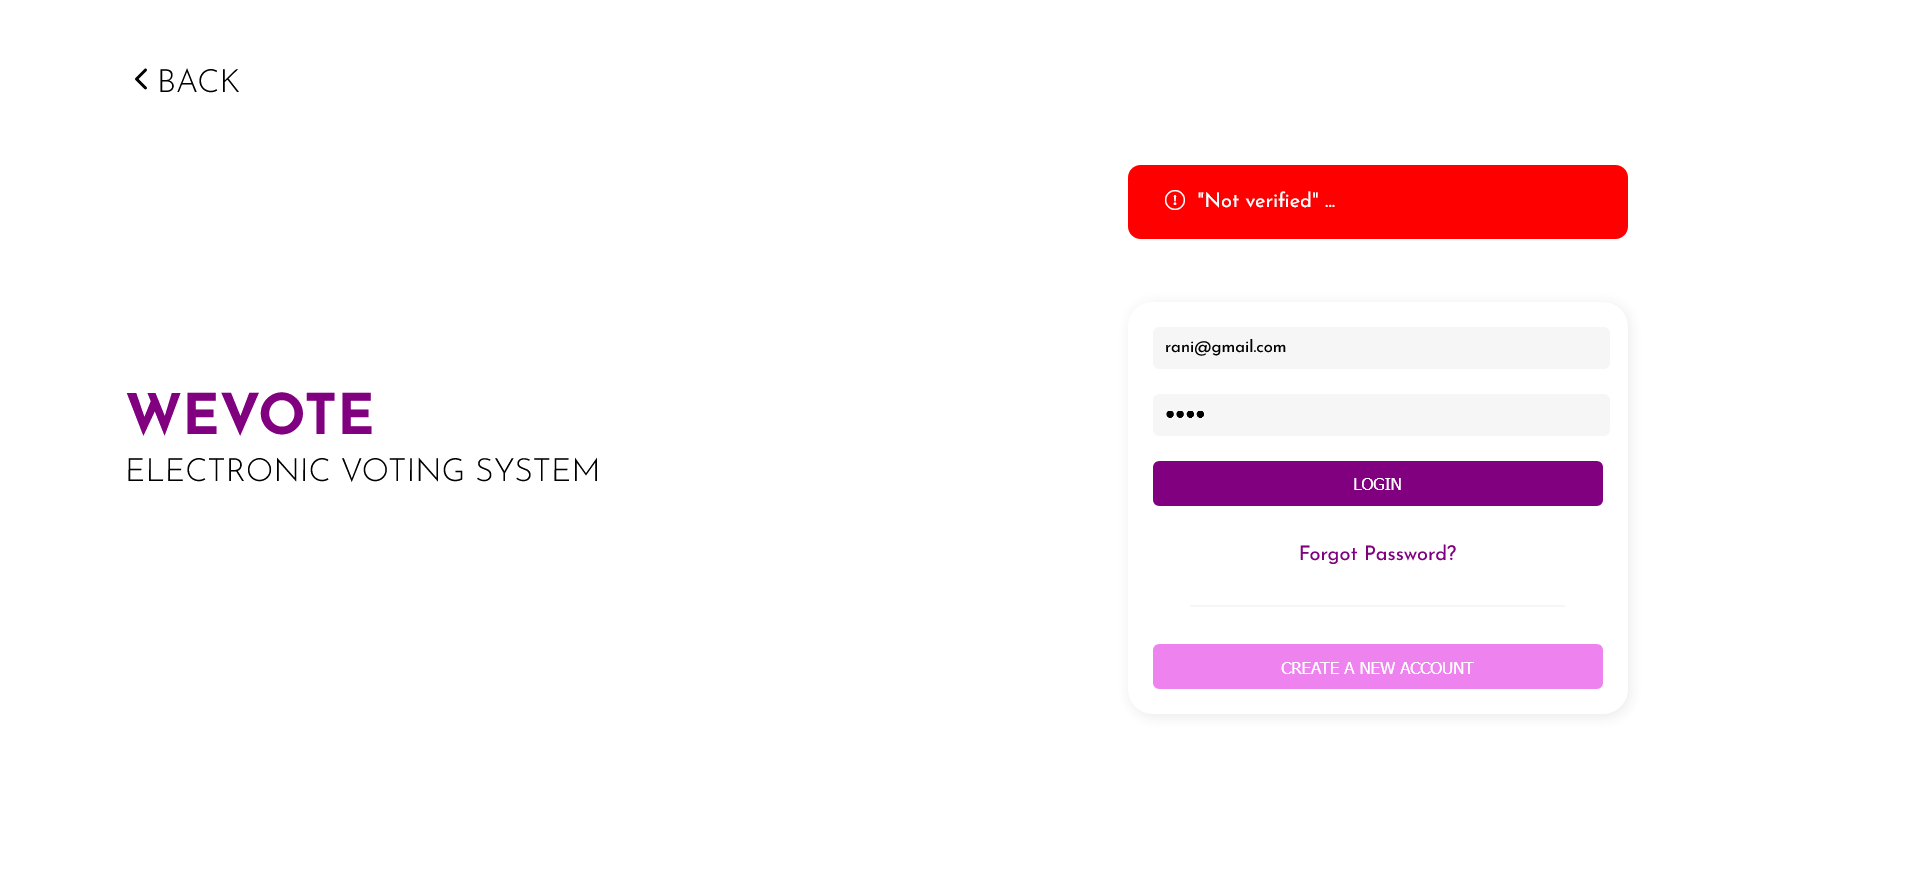 BACK
"Not verified" ...
rani@gmail.com
WEVOTE
ELECTRONIC VOTING SYSTEM
LOGIN
Forgot Password?
CREATE A NEW ACCOUNT